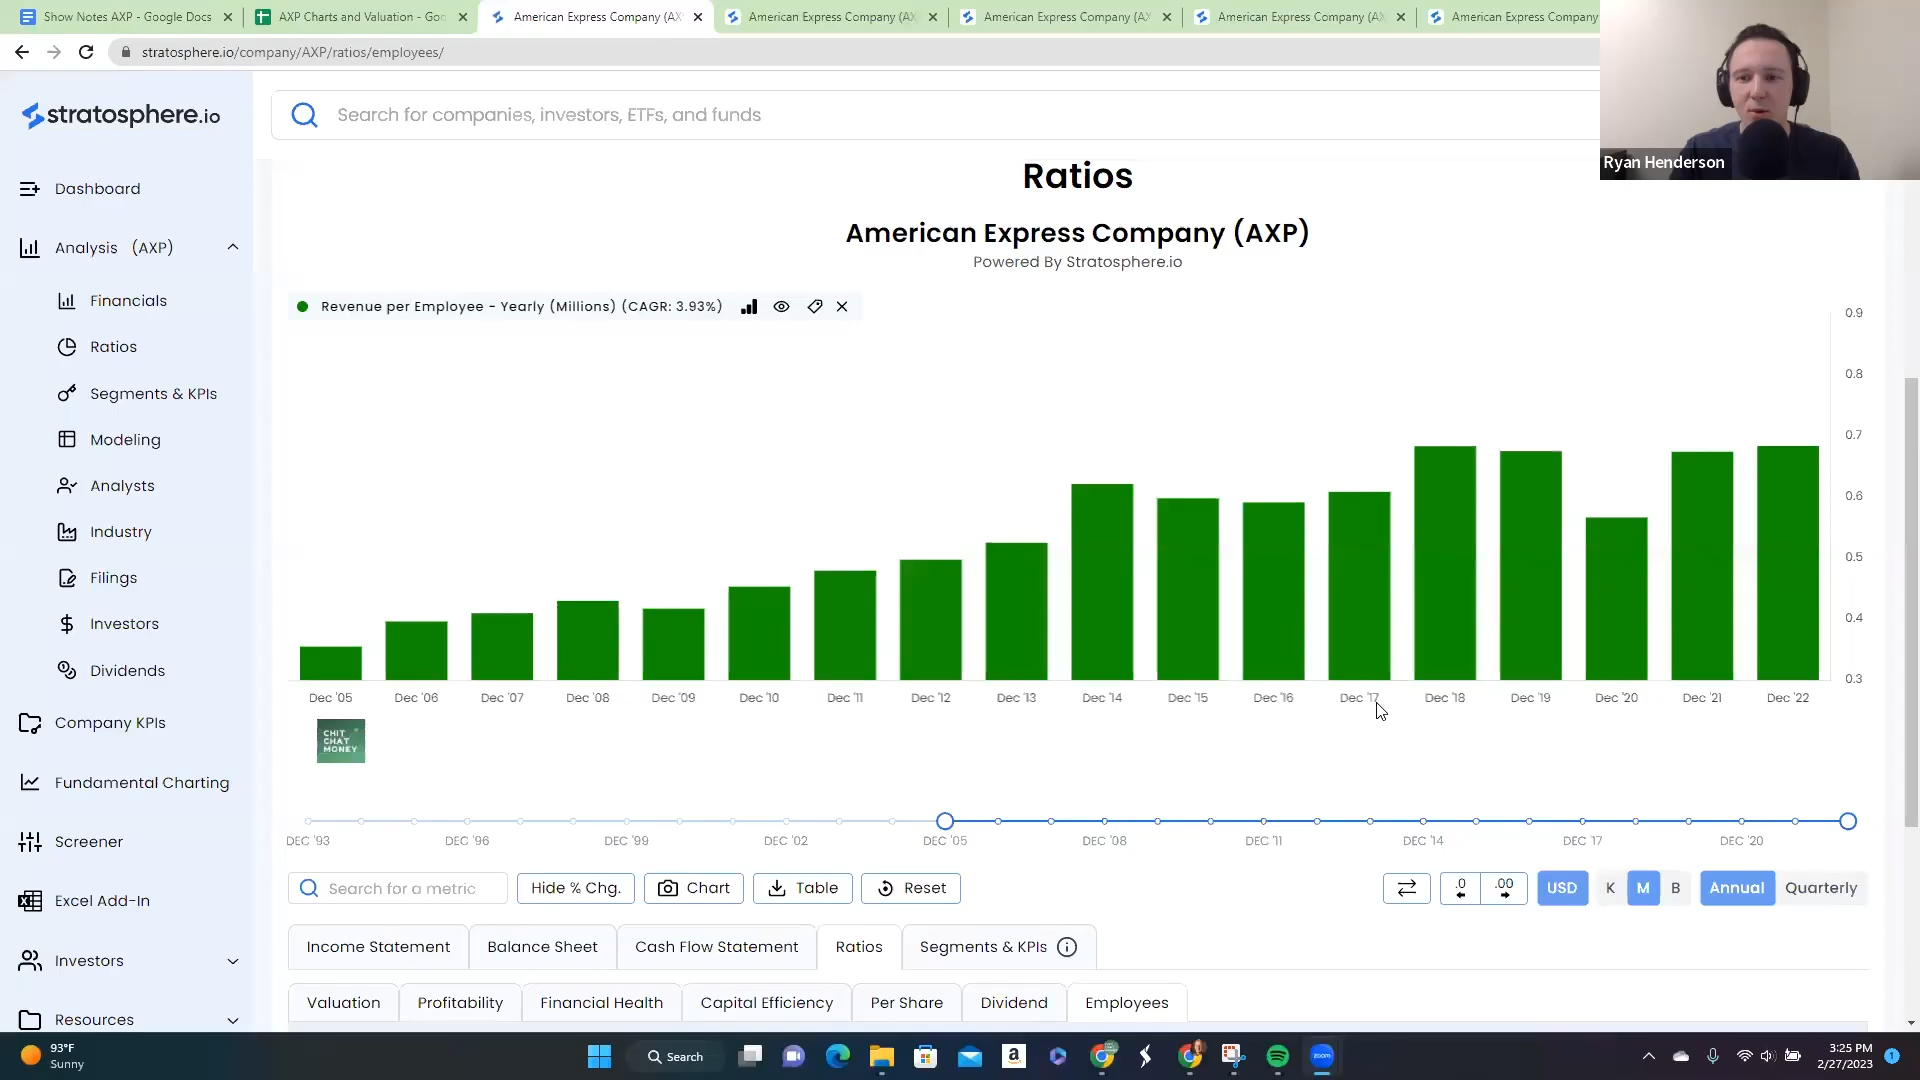 Show Notes AXP - Google Docs
AXP Charts and Valuation - Goo
American Express Company (AX
American Express Company (AX
American Express Company (AX
American Express Company (AX
American Express Company
stratosphere.io/company/AXP/ratios/employees/
Ryan Henderson
stratosphere.io
Search for companies, investors, ETFs, and funds
Dashboard
Analysis (AXP)
Financials
Ratios
Segments & KPIs
Modeling
Analysts
Industry
Filings
Investors
Dividends
Company KPIs
Fundamental Charting
Screener
Excel Add-In
Investors
Resources
Ratios
American Express Company (AXP)
Powered By Stratosphere.io
Revenue per Employee - Yearly (Millions) (CAGR: 3.93%)
0.9
0.8
0.7
0.6
0.5
0.4
0.3
Dec '05 Dec '06 Dec '07 Dec '08 Dec '09 Dec '10 Dec '11 Dec '12 Dec '13 Dec '14 Dec '15 Dec '16 Dec '17 Dec '18 Dec '19 Dec '20 Dec '21 Dec '22
CHIT
CHAT
MONEY
DEC '93 DEC '96 DEC '99 DEC '02 DEC '05 DEC '08 DEC '11 DEC '14 DEC '17 DEC '20
Search for a metric Hide % Chg. Chart Table Reset .0 .00 USD K M B Annual Quarterly
Income Statement Balance Sheet Cash Flow Statement Ratios Segments & KPIs
Valuation Profitability Financial Health Capital Efficiency Per Share Dividend Employees
93°F
Sunny
Search
zoom
3:25 PM
2/27/2023
1